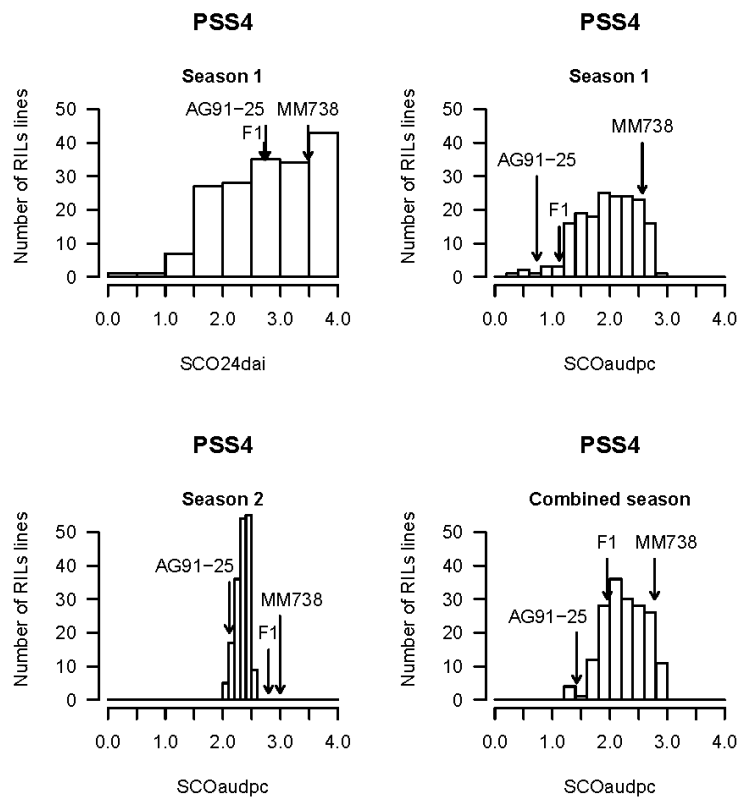 PSS4
Season 1
Number of RILs lines
50
40
30
20
10
0
AG91−25
MM738
F1
0.0 1.0 2.0 3.0 4.0
SCO24dai
PSS4
Season 1
Number of RILs lines
50
40
30
20
10
0
MM738
AG91−25
F1
0.0 1.0 2.0 3.0 4.0
SCOaudpc
PSS4
Season 2
Number of RILs lines
50
40
30
20
10
0
AG91−25
MM738
F1
0.0 1.0 2.0 3.0 4.0
SCOaudpc
PSS4
Combined season
Number of RILs lines
50
40
30
20
10
0
F1 MM738
AG91−25
0.0 1.0 2.0 3.0 4.0
SCOaudpc